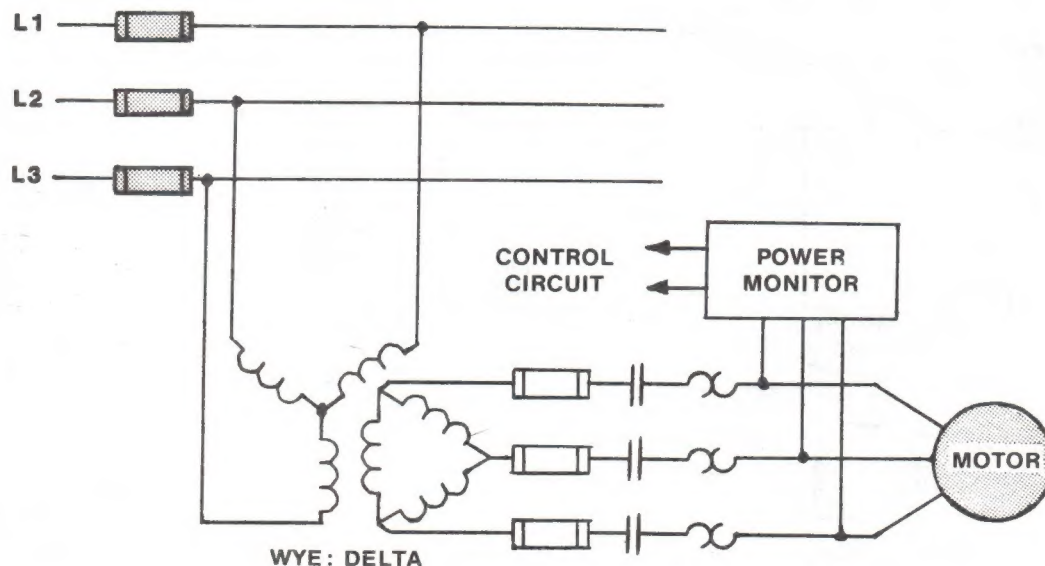 L1
L2
L3
CONTROL
CIRCUIT
POWER
MONITOR
MOTOR
WYE: DELTA